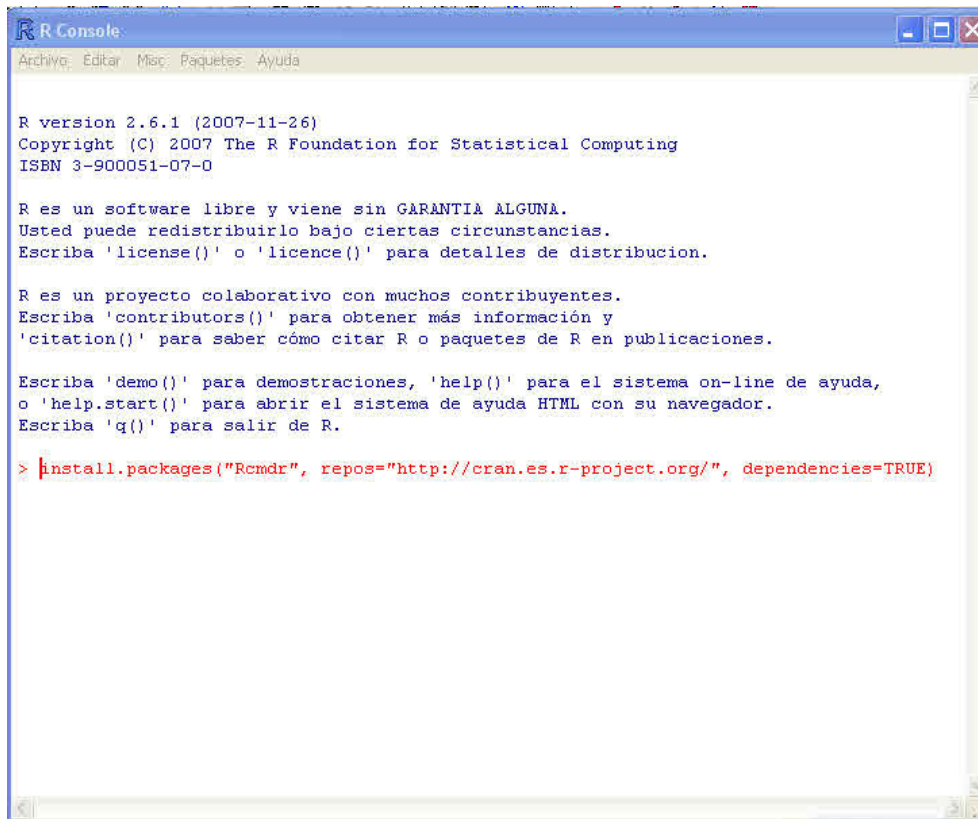 R Console
Archivo Editar Misc Paquetes Ayuda
R version 2.6.1 (2007-11-26)
Copyright (C) 2007 The R Foundation for Statistical Computing
ISBN 3-900051-07-0
R es un software libre y viene sin GARANTIA ALGUNA.
Usted puede redistribuirlo bajo ciertas circunstancias.
Escriba 'license()' o 'licence()' para detalles de distribucion.
R es un proyecto colaborativo con muchos contribuyentes.
Escriba 'contributors()' para obtener más información y
'citation()' para saber cómo citar R o paquetes de R en publicaciones.
Escriba 'demo()' para demostraciones, 'help()' para el sistema on-line de ayuda,
o 'help.start()' para abrir el sistema de ayuda HTML con su navegador.
Escriba 'q()' para salir de R.
> install.packages("Rcmdr", repos="http://cran.es.r-project.org/", dependencies=TRUE)